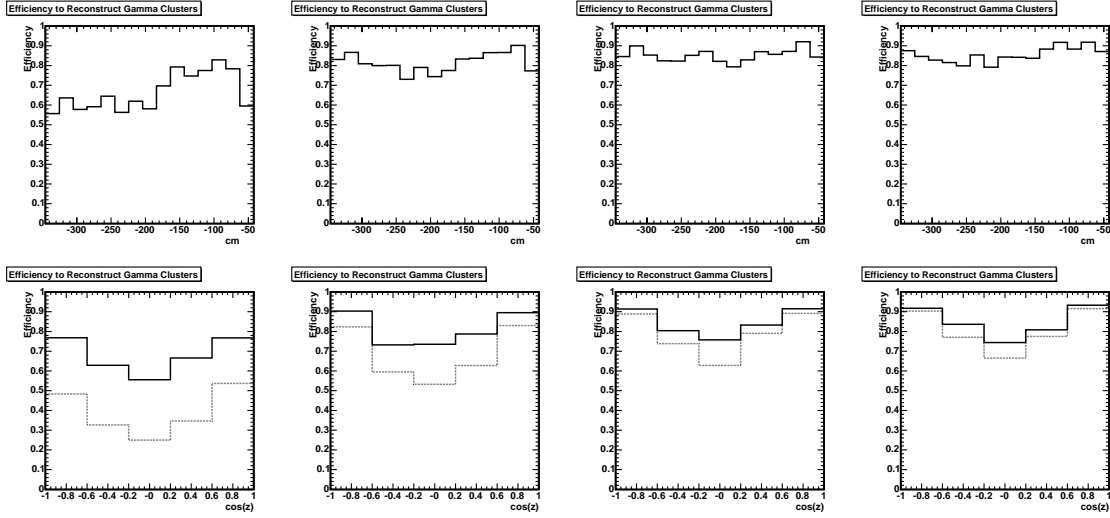 Efficiency to Reconstruct Gamma Clusters Efficiency to Reconstruct Gamma Clusters Efficiency to Reconstruct Gamma Clusters Efficiency to Reconstruct Gamma Clusters
Efficiency Efficiency Efficiency Efficiency
1 1 1 1
0.9 0.9 0.9 0.9
0.8 0.8 0.8 0.8
0.7 0.7 0.7 0.7
0.6 0.6 0.6 0.6
0.5 0.5 0.5 0.5
0.4 0.4 0.4 0.4
0.3 0.3 0.3 0.3
0.2 0.2 0.2 0.2
0.1 0.1 0.1 0.1
0 0 0 0
-300 -250 -200 -150 -100 -50 -300 -250 -200 -150 -100 -50 -300 -250 -200 -150 -100 -50 -300 -250 -200 -150 -100 -50
cm cm cm cm
Efficiency to Reconstruct Gamma Clusters Efficiency to Reconstruct Gamma Clusters Efficiency to Reconstruct Gamma Clusters Efficiency to Reconstruct Gamma Clusters
Efficiency Efficiency Efficiency Efficiency
1 1 1 1
0.9 0.9 0.9 0.9
0.8 0.8 0.8 0.8
0.7 0.7 0.7 0.7
0.6 0.6 0.6 0.6
0.5 0.5 0.5 0.5
0.4 0.4 0.4 0.4
0.3 0.3 0.3 0.3
0.2 0.2 0.2 0.2
0.1 0.1 0.1 0.1
0 0 0 0
-1 -0.8 -0.6 -0.4 -0.2 -0 0.2 0.4 0.6 0.8 1 -1 -0.8 -0.6 -0.4 -0.2 -0 0.2 0.4 0.6 0.8 1 -1 -0.8 -0.6 -0.4 -0.2 -0 0.2 0.4 0.6 0.8 1 -1 -0.8 -0.6 -0.4 -0.2 -0 0.2 0.4 0.6 0.8 1
cos(z) cos(z) cos(z) cos(z)